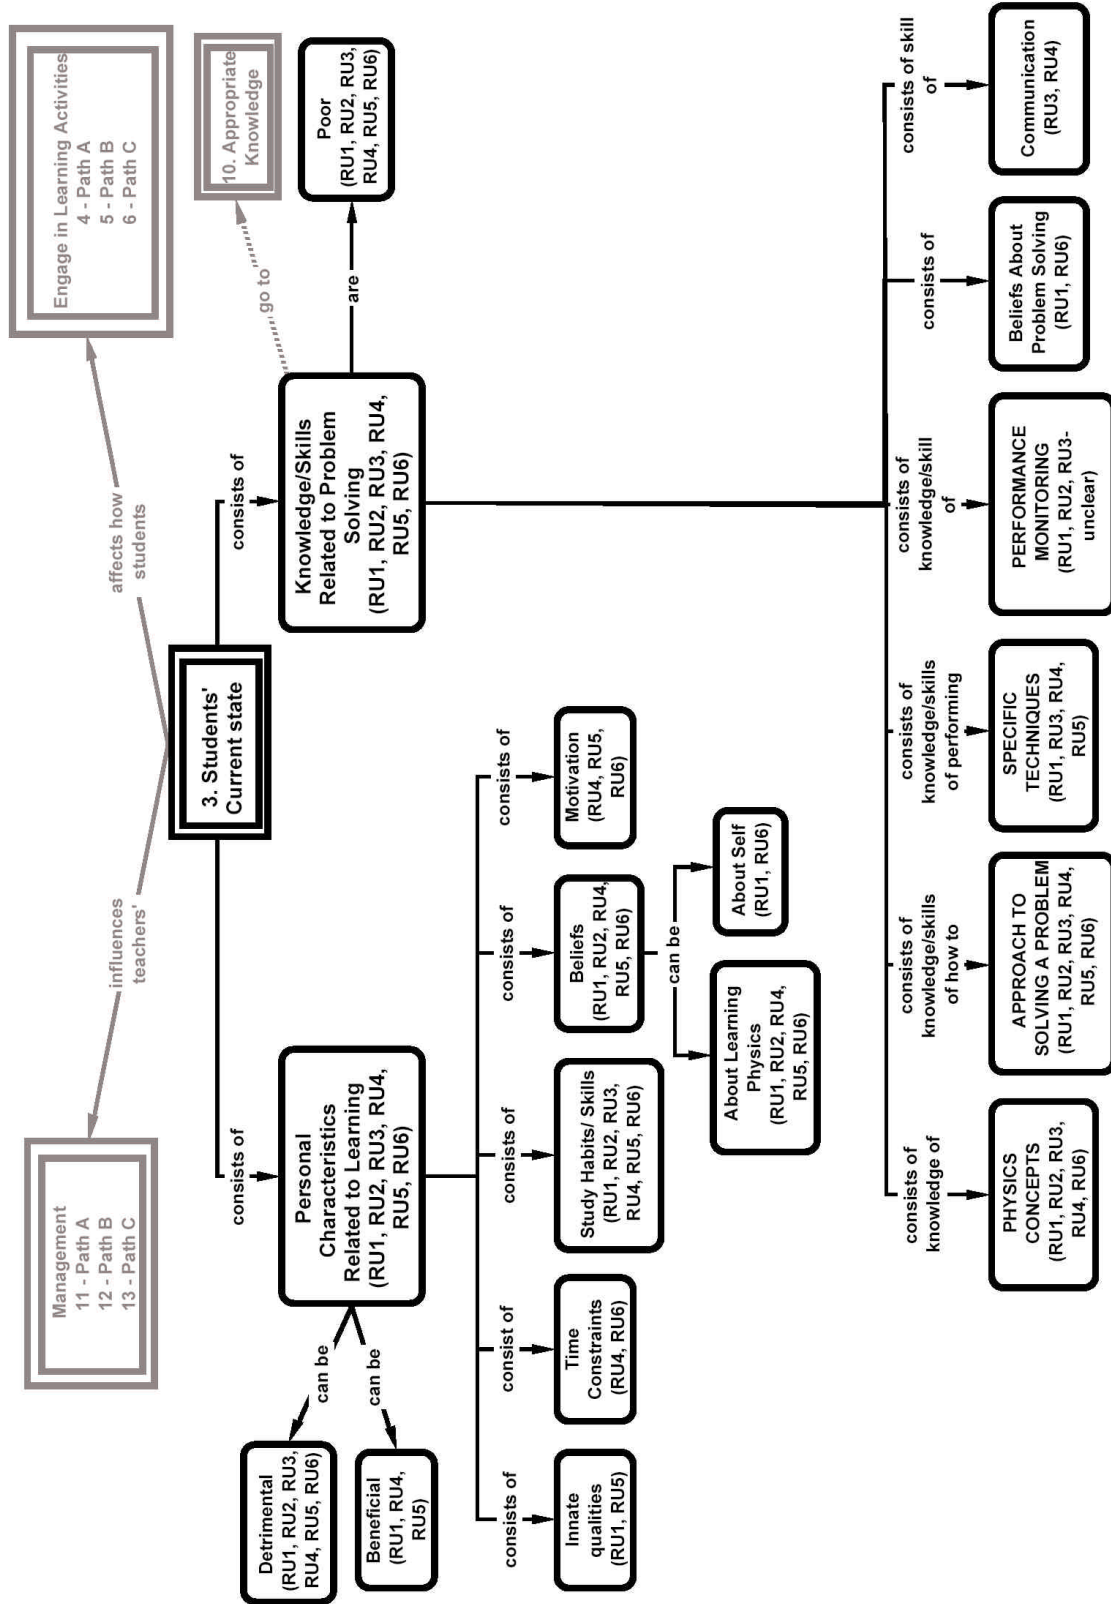 Management
11 - Path A
12 - Path B
13 - Path C
Engage in Learning Activities
4 - Path A
5 - Path B
6 - Path C
influences
teachers'
affects how
students
3. Students'
Current state
10. Appropriate
Knowledge
go to
consists of
consists of
Detrimental
(RU1, RU2, RU3,
RU4, RU5, RU6)
can be
Beneficial
(RU1, RU4,
RU5)
can be
Personal
Characteristics
Related to Learning
(RU1, RU2, RU3, RU4,
RU5, RU6)
Knowledge/Skills
Related to Problem
Solving
(RU1, RU2, RU3, RU4,
RU5, RU6)
are
Poor
(RU1, RU2, RU3,
RU4, RU5, RU6)
consists of
consist of
consists of
consists of
consists of
Innate
qualities
(RU1, RU5)
Time
Constraints
(RU4, RU6)
Study Habits/ Skills
(RU1, RU2, RU3,
RU4, RU5, RU6)
Beliefs
(RU1, RU2, RU4,
RU5, RU6)
Motivation
(RU4, RU5,
RU6)
can be
About Learning
Physics
(RU1, RU2, RU4,
RU5, RU6)
About Self
(RU1, RU6)
consists of
knowledge of
consists of
knowledge/skills
of how to
consists of
knowledge/skills
of performing
consists of
knowledge/skill
of
consists of
consists of skill
of
PHYSICS
CONCEPTS
(RU1, RU2, RU3,
RU4, RU6)
APPROACH TO
SOLVING A PROBLEM
(RU1, RU2, RU3, RU4,
RU5, RU6)
SPECIFIC
TECHNIQUES
(RU1, RU3, RU4,
RU5)
PERFORMANCE
MONITORING
(RU1, RU2, RU3-
unclear)
Beliefs About
Problem Solving
(RU1, RU6)
Communication
(RU3, RU4)